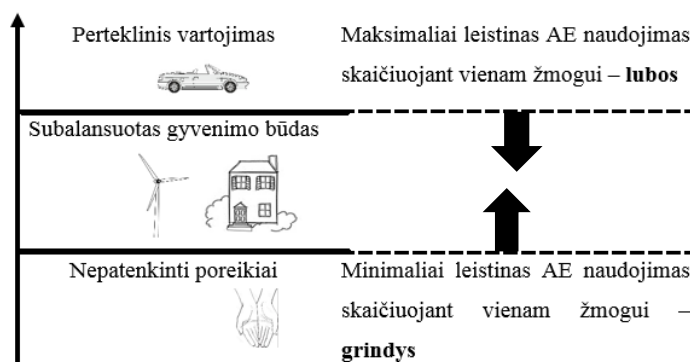 Perteklinis vartojimas
Maksimaliai leistinas AE naudojimas
skaičiuojant vienam žmogui – lubos
Subalansuotas gyvenimo būdas
Nepatenkinti poreikiai
Minimaliai leistinas AE naudojimas
skaičiuojant vienam žmogui –
grindys